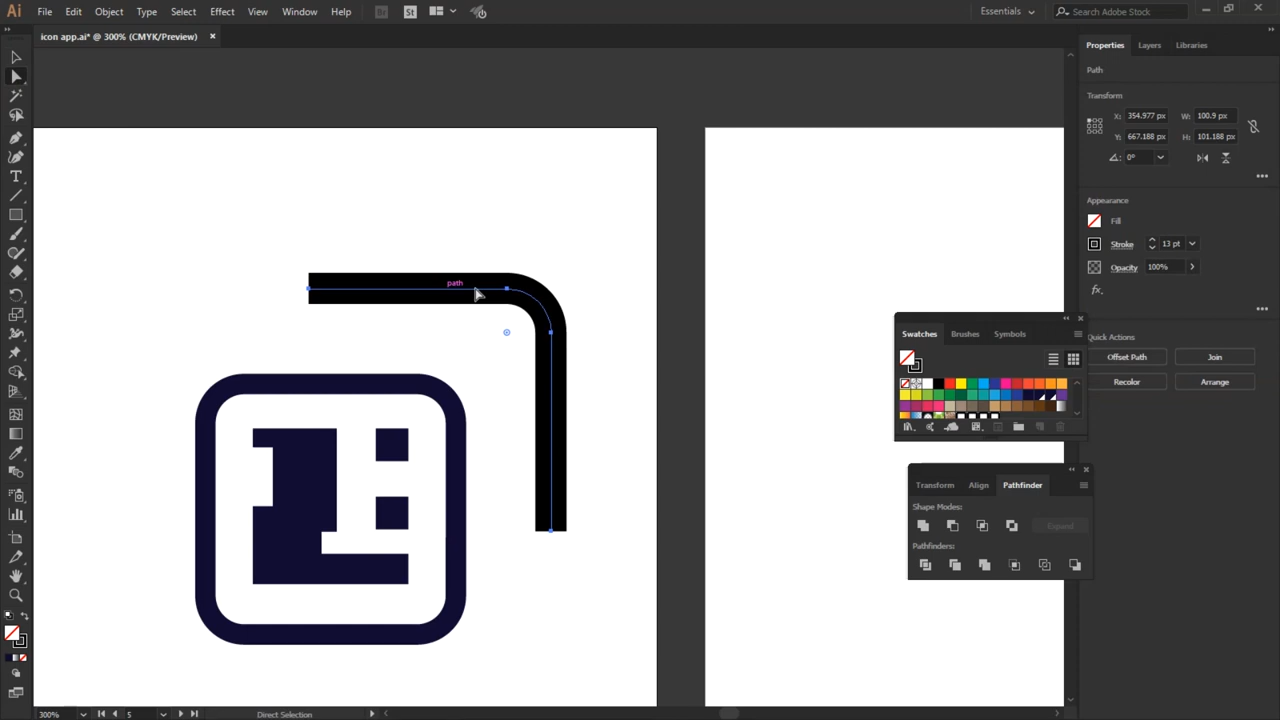 Ai File Edit Object Type Select Effect View Window Help Br St Essentials Search Adobe Stock
icon app.ai* @ 300% (CMYK/Preview)
Properties Layers Libraries
Path
Transform
X: 354.977 px W: 100.9 px
Y: 667.188 px H: 101.188 px
0°
Appearance
Fill
Stroke 13 pt
Opacity 100%
fx
Quick Actions
Offset Path Join
Recolor Arrange
path
Swatches Brushes Symbols
Transform Align Pathfinder
Shape Modes:
Expand
Pathfinders:
300% 5 Direct Selection